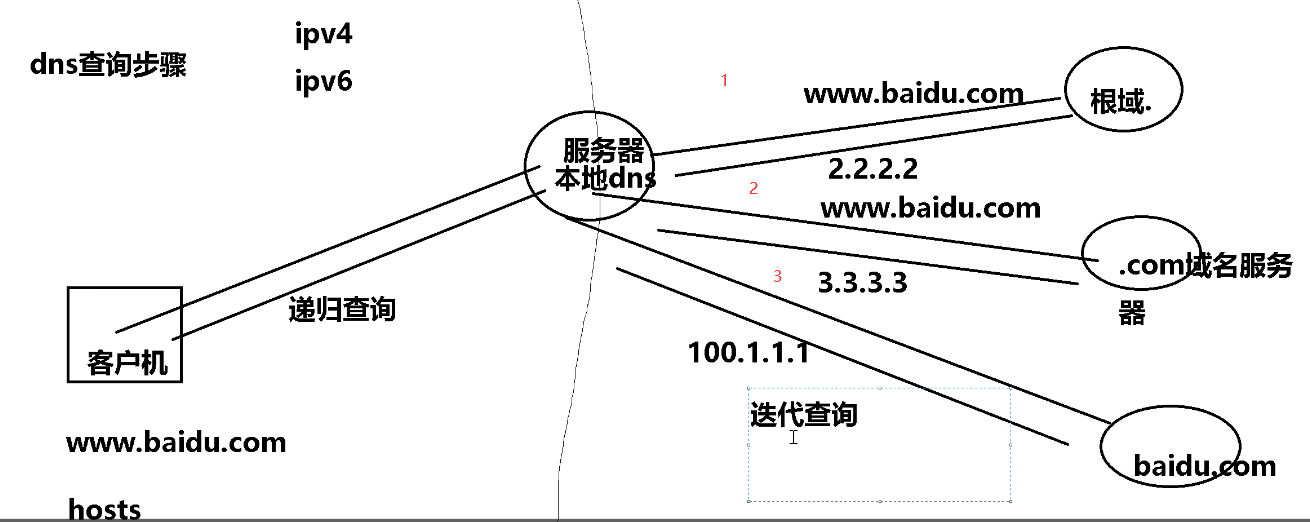 ipv4
dns查询步骤
ipv6
1
www.baidu.com
根域.
服务器
本地dns
2.2.2.2
2
www.baidu.com
.com域名服务
器
3
3.3.3.3
递归查询
100.1.1.1
客户机
迭代查询
www.baidu.com
baidu.com
hosts